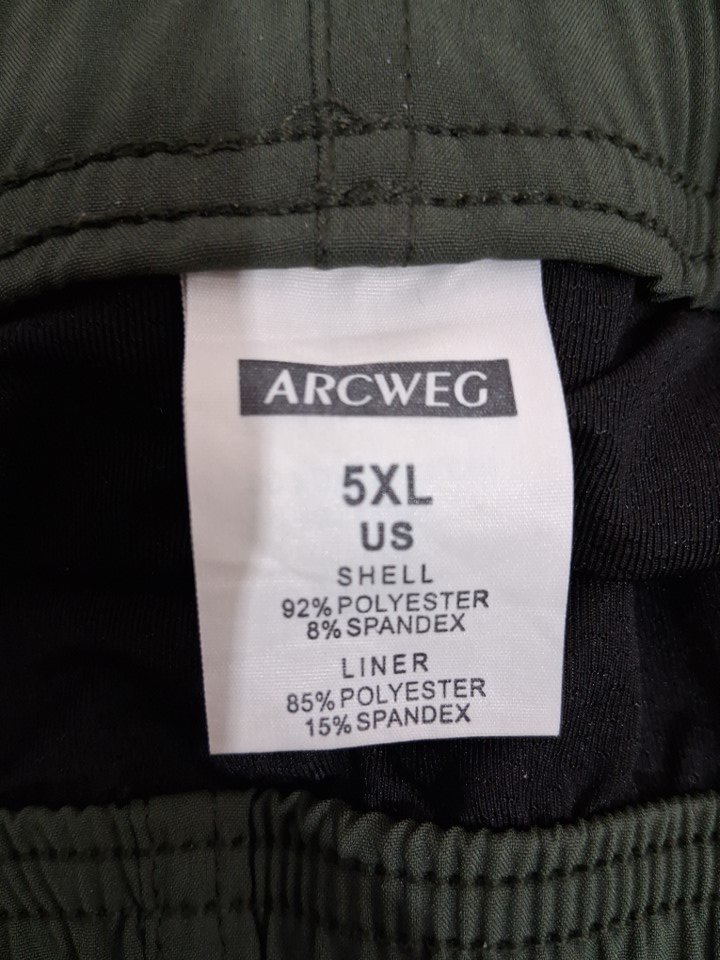 ARCWEG
5XL
US
SHELL
92% POLYESTER
8% SPANDEX
LINER
85% POLYESTER
15% SPANDEX